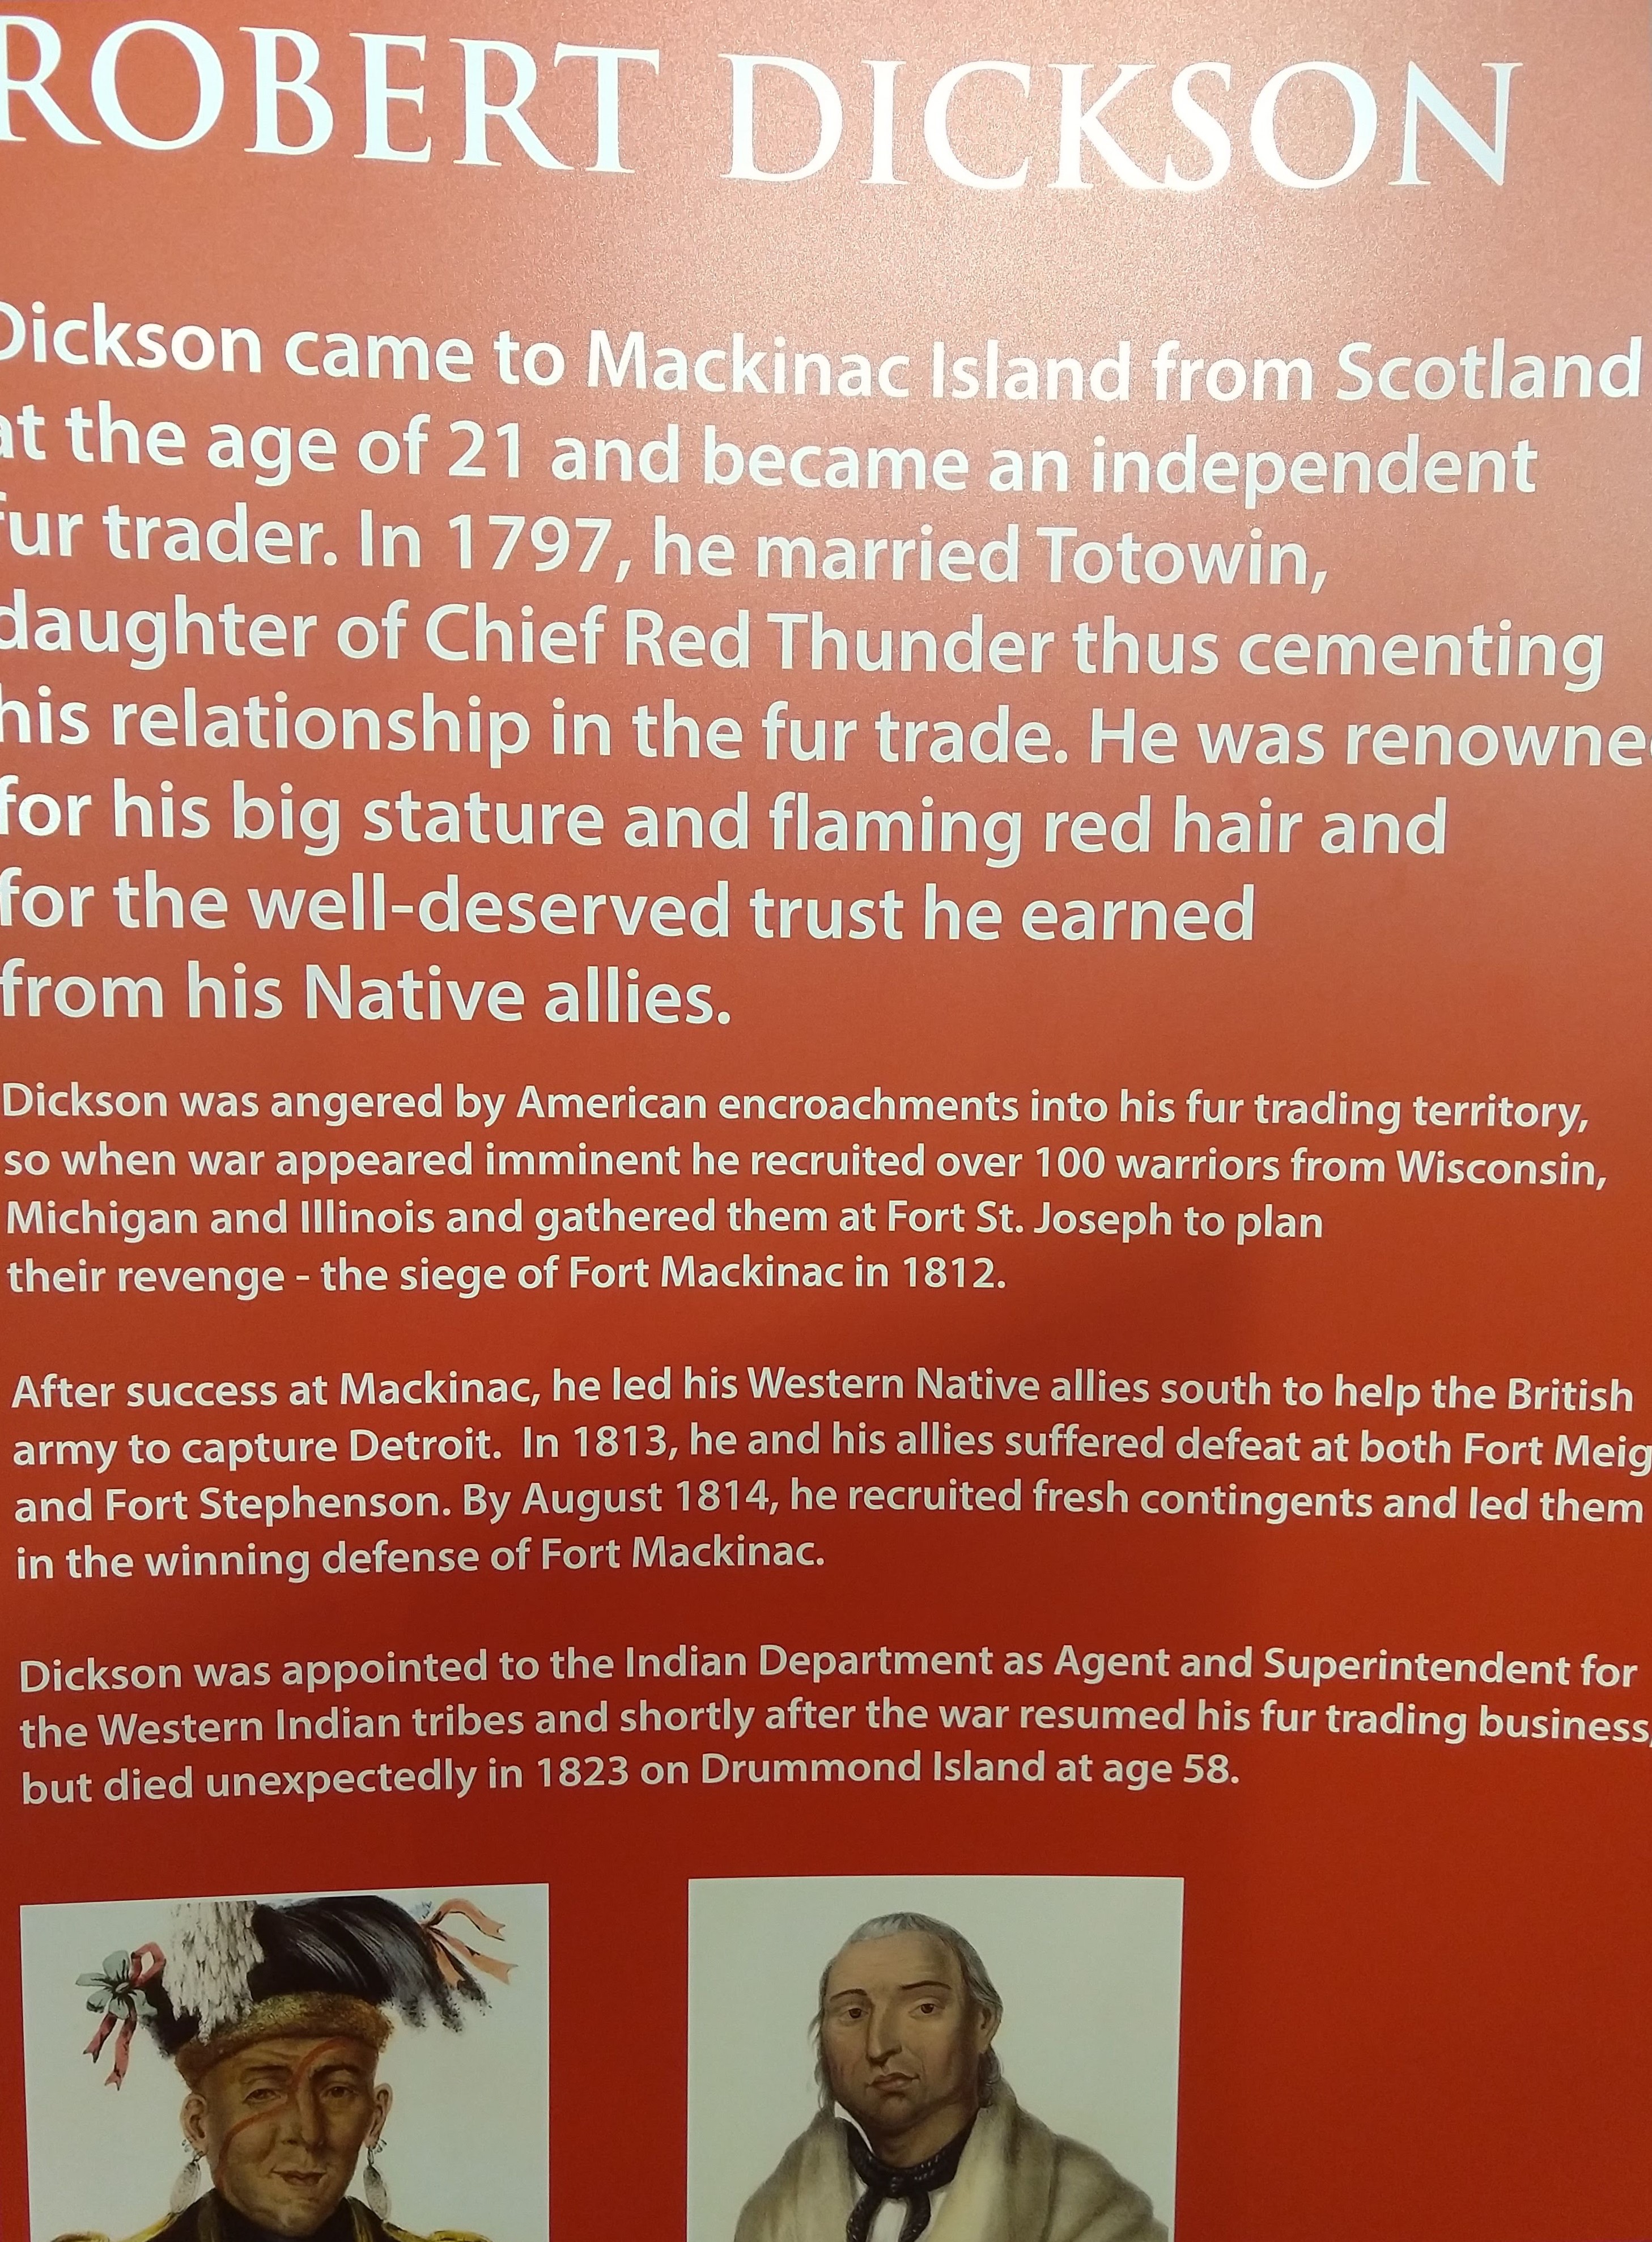 ROBERT DICKSON
Dickson came to Mackinac Island from Scotland
at the age of 21 and became an independent
fur trader. In 1797, he married Totowin,
daughter of Chief Red Thunder thus cementing
his relationship in the fur trade. He was renowne
for his big stature and flaming red hair and
for the well-deserved trust he earned
from his Native allies.
Dickson was angered by American encroachments into his fur trading territory,
so when war appeared imminent he recruited over 100 warriors from Wisconsin,
Michigan and Illinois and gathered them at Fort St. Joseph to plan
their revenge - the siege of Fort Mackinac in 1812.
After success at Mackinac, he led his Western Native allies south to help the British
army to capture Detroit. In 1813, he and his allies suffered defeat at both Fort Meig
and Fort Stephenson. By August 1814, he recruited fresh contingents and led them
in the winning defense of Fort Mackinac.
Dickson was appointed to the Indian Department as Agent and Superintendent for
the Western Indian tribes and shortly after the war resumed his fur trading business,
but died unexpectedly in 1823 on Drummond Island at age 58.